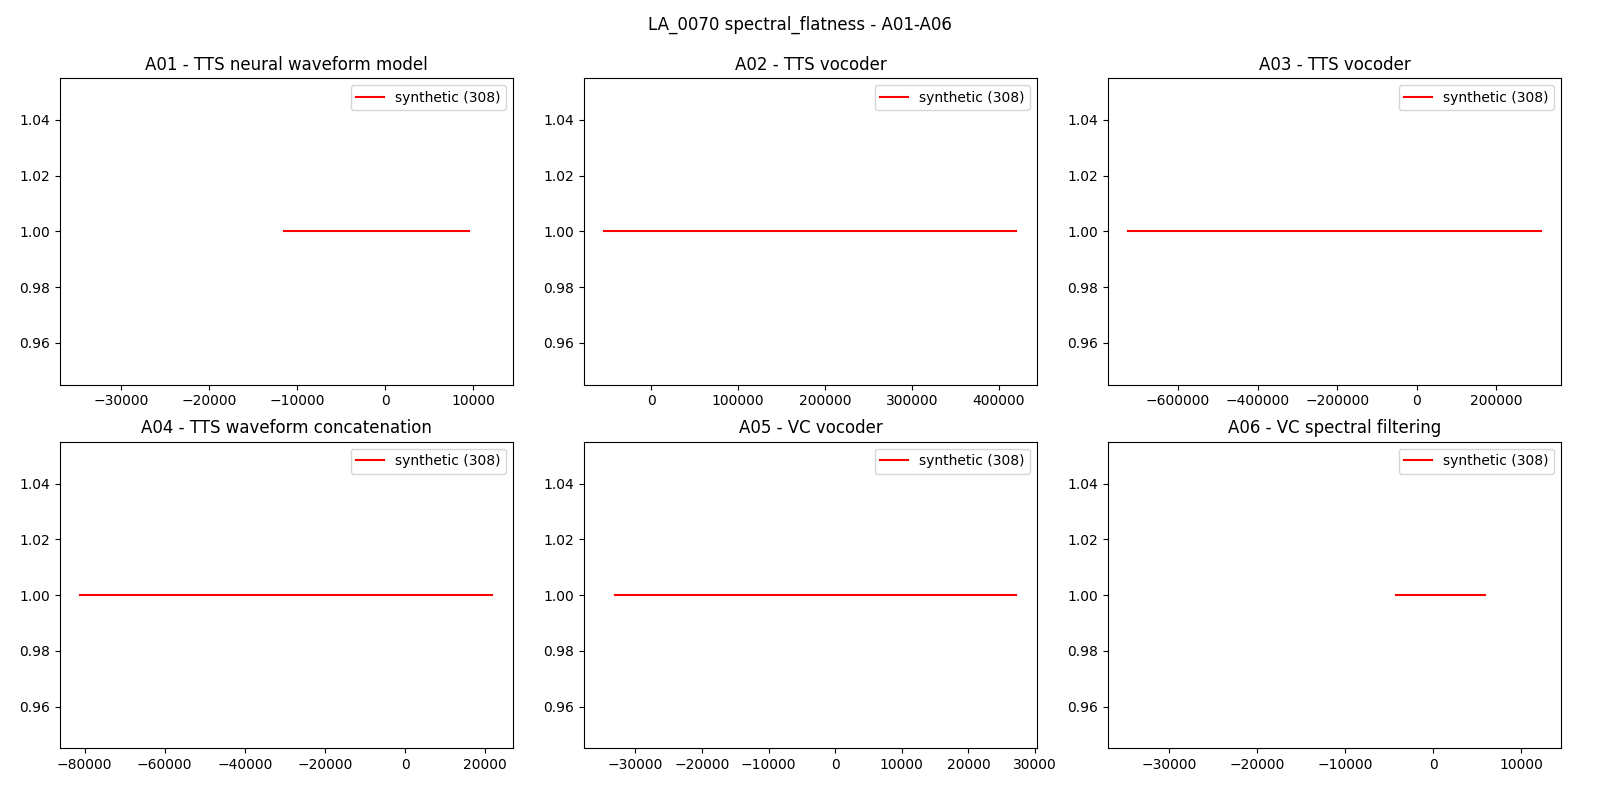 LA_0070 spectral_flatness - A01-A06
A01 - TTS neural waveform model
A02 - TTS vocoder
A03 - TTS vocoder
synthetic (308)
synthetic (308)
synthetic (308)
1.04
1.02
1.00
0.98
0.96
1.04
1.02
1.00
0.98
0.96
1.04
1.02
1.00
0.98
0.96
−30000 −20000 −10000 0 10000
0 100000 200000 300000 400000
−600000 −400000 −200000 0 200000
A04 - TTS waveform concatenation
A05 - VC vocoder
A06 - VC spectral filtering
synthetic (308)
synthetic (308)
synthetic (308)
1.04
1.02
1.00
0.98
0.96
1.04
1.02
1.00
0.98
0.96
1.04
1.02
1.00
0.98
0.96
−80000 −60000 −40000 −20000 0 20000
−30000 −20000 −10000 0 10000 20000 30000
−30000 −20000 −10000 0 10000